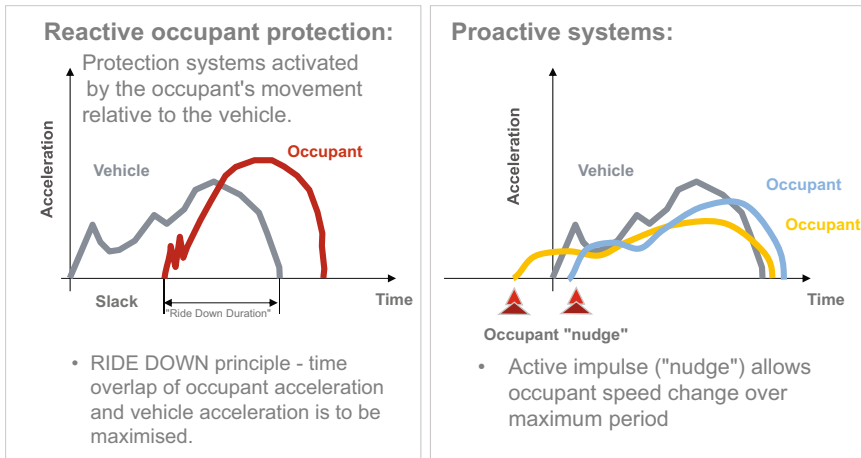 Reactive occupant protection:
Protection systems activated
by the occupant's movement
relative to the vehicle.
Acceleration
Vehicle
Occupant
Slack
"Ride Down Duration"
Time
• RIDE DOWN principle - time
overlap of occupant acceleration
and vehicle acceleration is to be
maximised.
Proactive systems:
Acceleration
Vehicle
Occupant
Occupant
Time
Occupant "nudge"
• Active impulse ("nudge") allows
occupant speed change over
maximum period